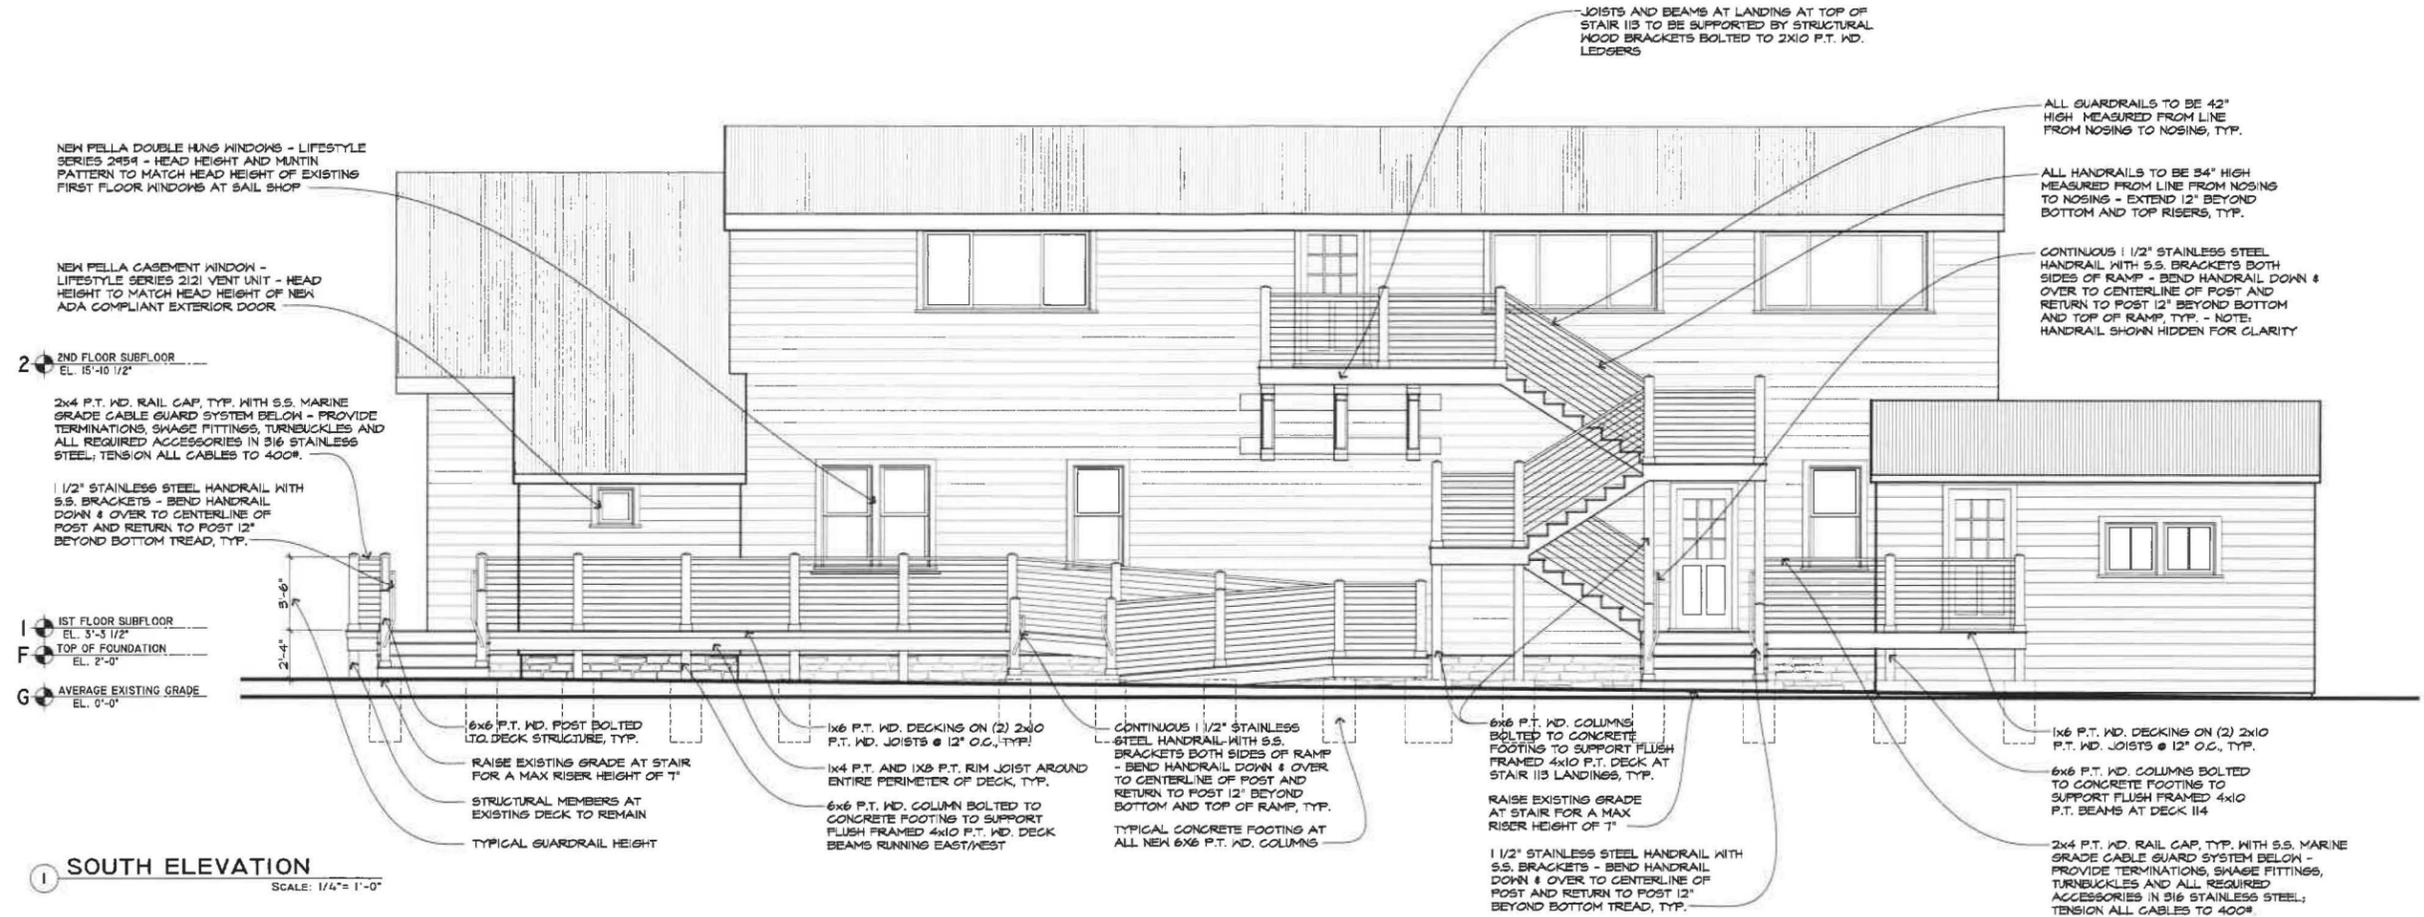 JOISTS AND BEAMS AT LANDING AT TOP OF
STAIR 113 TO BE SUPPORTED BY STRUCTURAL
WOOD BRACKETS BOLTED TO 2X10 P.T. WD.
LEDGERS
ALL GUARDRAILS TO BE 42"
HIGH MEASURED FROM LINE
FROM NOSING TO NOSING, TYP.
ALL HANDRAILS TO BE 34" HIGH
MEASURED FROM LINE FROM NOSING
TO NOSING - EXTEND 12" BEYOND
BOTTOM AND TOP RISERS, TYP.
CONTINUOUS 1 1/2" STAINLESS STEEL
HANDRAIL WITH S.S. BRACKETS BOTH
SIDES OF RAMP - BEND HANDRAIL DOWN &
OVER TO CENTERLINE OF POST AND
RETURN TO POST 12" BEYOND BOTTOM
AND TOP OF RAMP, TYP. - NOTE:
HANDRAIL SHOWN HIDDEN FOR CLARITY
NEW PELLA DOUBLE HUNG WINDOWS - LIFESTYLE
SERIES 2959 - HEAD HEIGHT AND MUNTIN
PATTERN TO MATCH HEAD HEIGHT OF EXISTING
FIRST FLOOR WINDOWS AT SAIL SHOP
NEW PELLA CASEMENT WINDOW -
LIFESTYLE SERIES 2121 VENT UNIT - HEAD
HEIGHT TO MATCH HEAD HEIGHT OF NEW
ADA COMPLIANT EXTERIOR DOOR
2 2ND FLOOR SUBFLOOR
EL. 15'-10 1/2"
2x4 P.T. WD. RAIL CAP, TYP. WITH S.S. MARINE
GRADE CABLE GUARD SYSTEM BELOW - PROVIDE
TERMINATIONS, SWAGE FITTINGS, TURNBUCKLES AND
ALL REQUIRED ACCESSORIES IN 316 STAINLESS
STEEL; TENSION ALL CABLES TO 400#.
1 1/2" STAINLESS STEEL HANDRAIL WITH
S.S. BRACKETS - BEND HANDRAIL
DOWN & OVER TO CENTERLINE OF
POST AND RETURN TO POST 12"
BEYOND BOTTOM TREAD, TYP.
3'-6"
2'-4"
1 1ST FLOOR SUBFLOOR
EL. 3'-3 1/2"
F TOP OF FOUNDATION
EL. 2'-0"
G AVERAGE EXISTING GRADE
EL. 0'-0"
6x6 P.T. WD. POST BOLTED
TO DECK STRUCTURE, TYP.
RAISE EXISTING GRADE AT STAIR
FOR A MAX RISER HEIGHT OF 7"
STRUCTURAL MEMBERS AT
EXISTING DECK TO REMAIN
TYPICAL GUARDRAIL HEIGHT
1x6 P.T. WD. DECKING ON (2) 2x10
P.T. WD. JOISTS @ 12" O.C., TYP.
1x4 P.T. AND 1X8 P.T. RIM JOIST AROUND
ENTIRE PERIMETER OF DECK, TYP.
6x6 P.T. WD. COLUMN BOLTED TO
CONCRETE FOOTING TO SUPPORT
FLUSH FRAMED 4x10 P.T. WD. DECK
BEAMS RUNNING EAST/WEST
CONTINUOUS 1 1/2" STAINLESS
STEEL HANDRAIL WITH S.S.
BRACKETS BOTH SIDES OF RAMP
- BEND HANDRAIL DOWN & OVER
TO CENTERLINE OF POST AND
RETURN TO POST 12" BEYOND
BOTTOM AND TOP OF RAMP, TYP.
TYPICAL CONCRETE FOOTING AT
ALL NEW 6X6 P.T. WD. COLUMNS
6x6 P.T. WD. COLUMNS
BOLTED TO CONCRETE
FOOTING TO SUPPORT FLUSH
FRAMED 4x10 P.T. DECK AT
STAIR 113 LANDINGS, TYP.
RAISE EXISTING GRADE
AT STAIR FOR A MAX
RISER HEIGHT OF 7"
1 1/2" STAINLESS STEEL HANDRAIL WITH
S.S. BRACKETS - BEND HANDRAIL
DOWN & OVER TO CENTERLINE OF
POST AND RETURN TO POST 12"
BEYOND BOTTOM TREAD, TYP.
1x6 P.T. WD. DECKING ON (2) 2x10
P.T. WD. JOISTS @ 12" O.C., TYP.
6x6 P.T. WD. COLUMNS BOLTED
TO CONCRETE FOOTING TO
SUPPORT FLUSH FRAMED 4x10
P.T. BEAMS AT DECK 114
2x4 P.T. WD. RAIL CAP, TYP. WITH S.S. MARINE
GRADE CABLE GUARD SYSTEM BELOW -
PROVIDE TERMINATIONS, SWAGE FITTINGS,
TURNBUCKLES AND ALL REQUIRED
ACCESSORIES IN 316 STAINLESS STEEL;
TENSION ALL CABLES TO 400#.
1 SOUTH ELEVATION
SCALE: 1/4"= 1'-0"